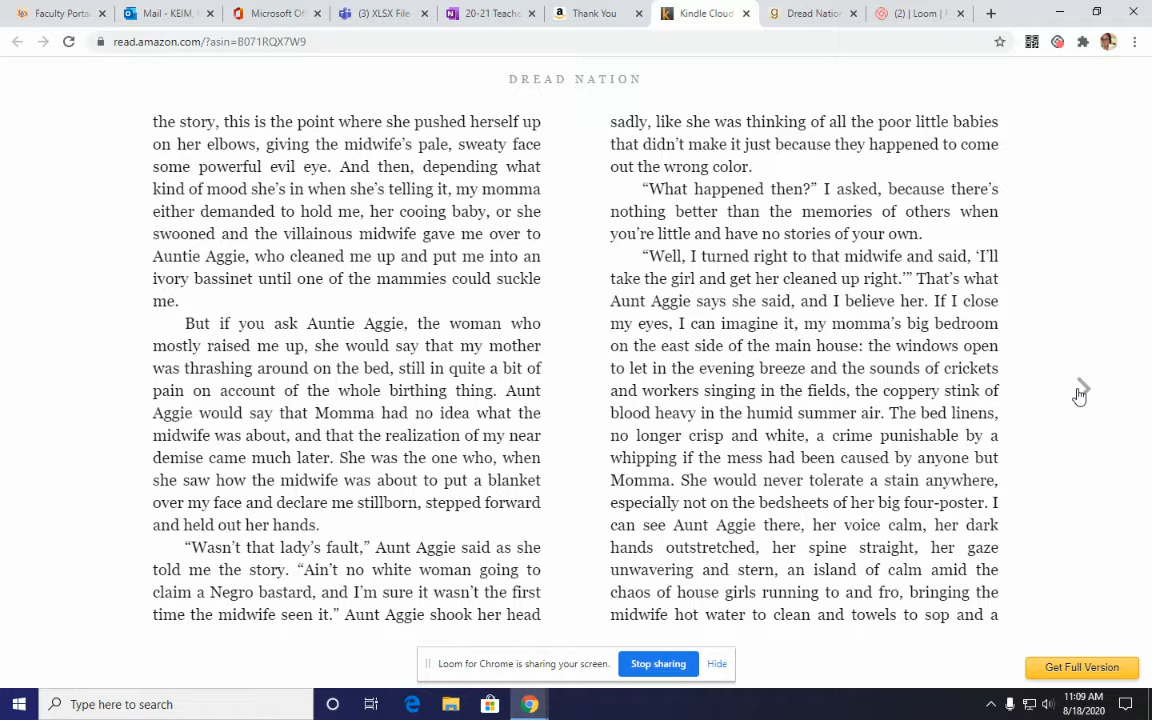 Faculty Porta
Mail - KEIM,
Microsoft Of
(3) XLSX File
20-21 Teache
Thank You
Kindle Cloud
Dread Natio
(2) | Loom |
read.amazon.com/?asin=B071RQX7W9
DREAD NATION
the story, this is the point where she pushed herself up
on her elbows, giving the midwife's pale, sweaty face
some powerful evil eye. And then, depending what
kind of mood she's in when she's telling it, my momma
either demanded to hold me, her cooing baby, or she
swooned and the villainous midwife gave me over to
Auntie Aggie, who cleaned me up and put me into an
ivory bassinet until one of the mammies could suckle
me.
But if you ask Auntie Aggie, the woman who
mostly raised me up, she would say that my mother
was thrashing around on the bed, still in quite a bit of
pain on account of the whole birthing thing. Aunt
Aggie would say that Momma had no idea what the
midwife was about, and that the realization of my near
demise came much later. She was the one who, when
she saw how the midwife was about to put a blanket
over my face and declare me stillborn, stepped forward
and held out her hands.
“Wasn't that lady's fault,” Aunt Aggie said as she
told me the story. “Ain't no white woman going to
claim a Negro bastard, and I'm sure it wasn't the first
time the midwife seen it.” Aunt Aggie shook her head
sadly, like she was thinking of all the poor little babies
that didn't make it just because they happened to come
out the wrong color.
“What happened then?” I asked, because there's
nothing better than the memories of others when
you're little and have no stories of your own.
“Well, I turned right to that midwife and said, ‘I'll
take the girl and get her cleaned up right.’” That's what
Aunt Aggie says she said, and I believe her. If I close
my eyes, I can imagine it, my momma's big bedroom
on the east side of the main house: the windows open
to let in the evening breeze and the sounds of crickets
and workers singing in the fields, the coppery stink of
blood heavy in the humid summer air. The bed linens,
no longer crisp and white, a crime punishable by a
whipping if the mess had been caused by anyone but
Momma. She would never tolerate a stain anywhere,
especially not on the bedsheets of her big four-poster. I
can see Aunt Aggie there, her voice calm, her dark
hands outstretched, her spine straight, her gaze
unwavering and stern, an island of calm amid the
chaos of house girls running to and fro, bringing the
midwife hot water to clean and towels to sop and a
Loom for Chrome is sharing your screen.
Stop sharing
Hide
Get Full Version
Type here to search
11:09 AM
8/18/2020